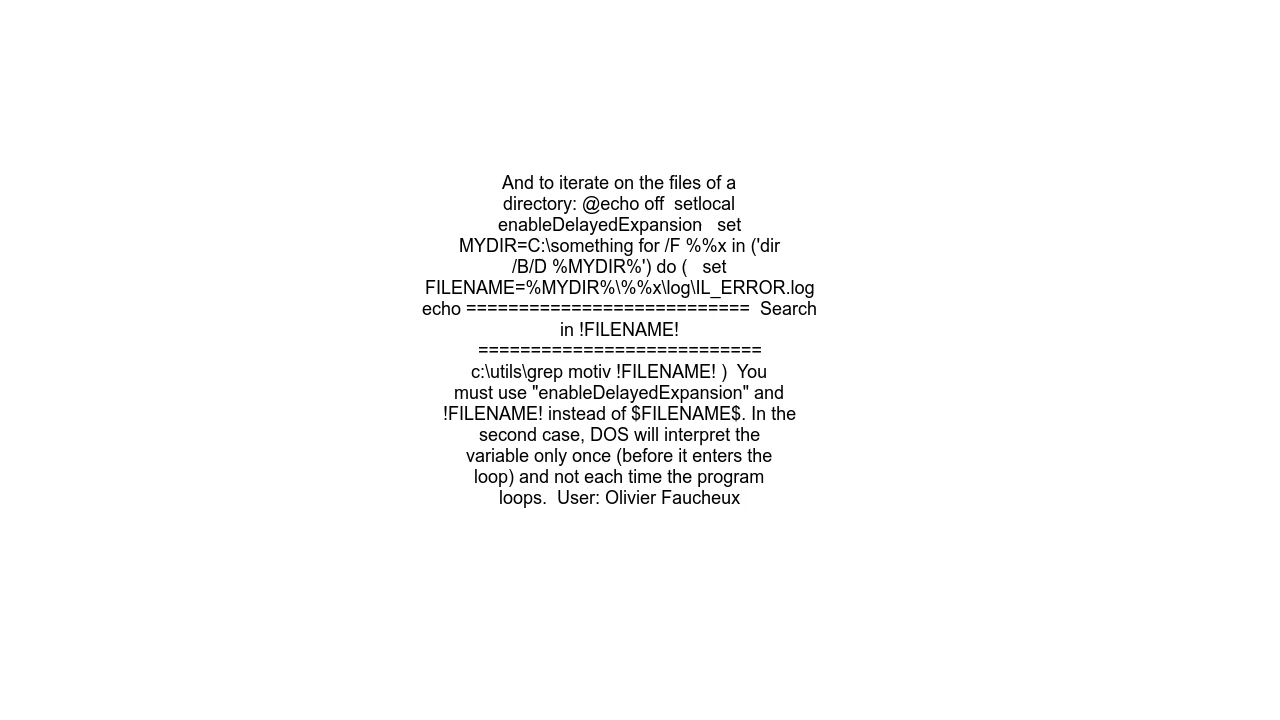 And to iterate on the files of a
directory: @echo off  setlocal
enableDelayedExpansion   set
MYDIR=C:\something for /F %%x in ('dir
/B/D %MYDIR%') do (   set
FILENAME=%MYDIR%\%%x\log\IL_ERROR.log
echo ===========================  Search
in !FILENAME!
===========================
c:\utils\grep motiv !FILENAME! )  You
must use "enableDelayedExpansion" and
!FILENAME! instead of $FILENAME$. In the
second case, DOS will interpret the
variable only once (before it enters the
loop) and not each time the program
loops.  User: Olivier Faucheux